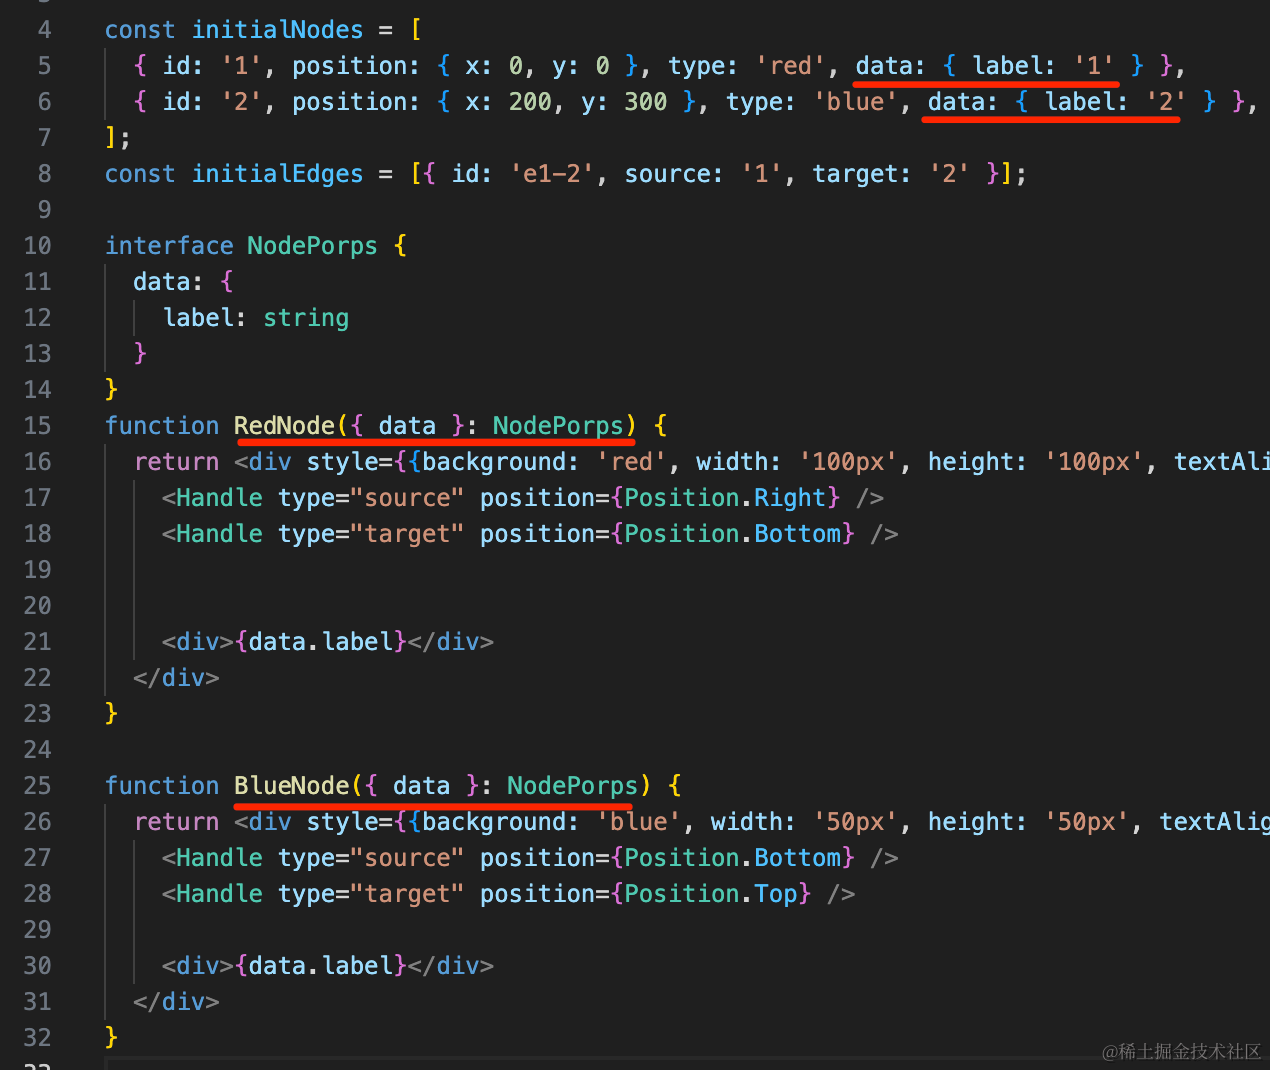 4 const initialNodes = [
5 { id: '1', position: { x: 0, y: 0 }, type: 'red', data: { label: '1' } },
6 { id: '2', position: { x: 200, y: 300 }, type: 'blue', data: { label: '2' } },
7 ];
8 const initialEdges = [{ id: 'e1-2', source: '1', target: '2' }];
9
10 interface NodePorps {
11 data: {
12 label: string
13 }
14 }
15 function RedNode({ data }: NodePorps) {
16 return <div style={{background: 'red', width: '100px', height: '100px', textAli
17 <Handle type="source" position={Position.Right} />
18 <Handle type="target" position={Position.Bottom} />
19
20
21 <div>{data.label}</div>
22 </div>
23 }
24
25 function BlueNode({ data }: NodePorps) {
26 return <div style={{background: 'blue', width: '50px', height: '50px', textAlig
27 <Handle type="source" position={Position.Bottom} />
28 <Handle type="target" position={Position.Top} />
29
30 <div>{data.label}</div>
31 </div>
32 }
@稀土掘金技术社区